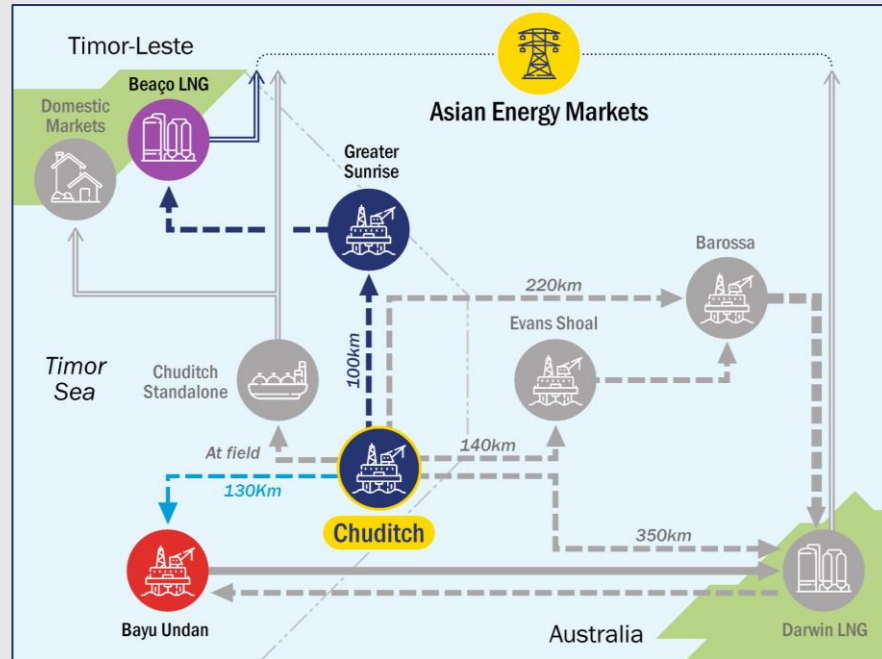 Timor-Leste
Beaço LNG
Domestic
Markets
Asian Energy Markets
Greater
Sunrise
Barossa
220km
Evans Shoal
100km
Timor
Sea
Chuditch
Standalone
At field
140km
130Km
Chuditch
350km
Bayu Undan
Australia
Darwin LNG